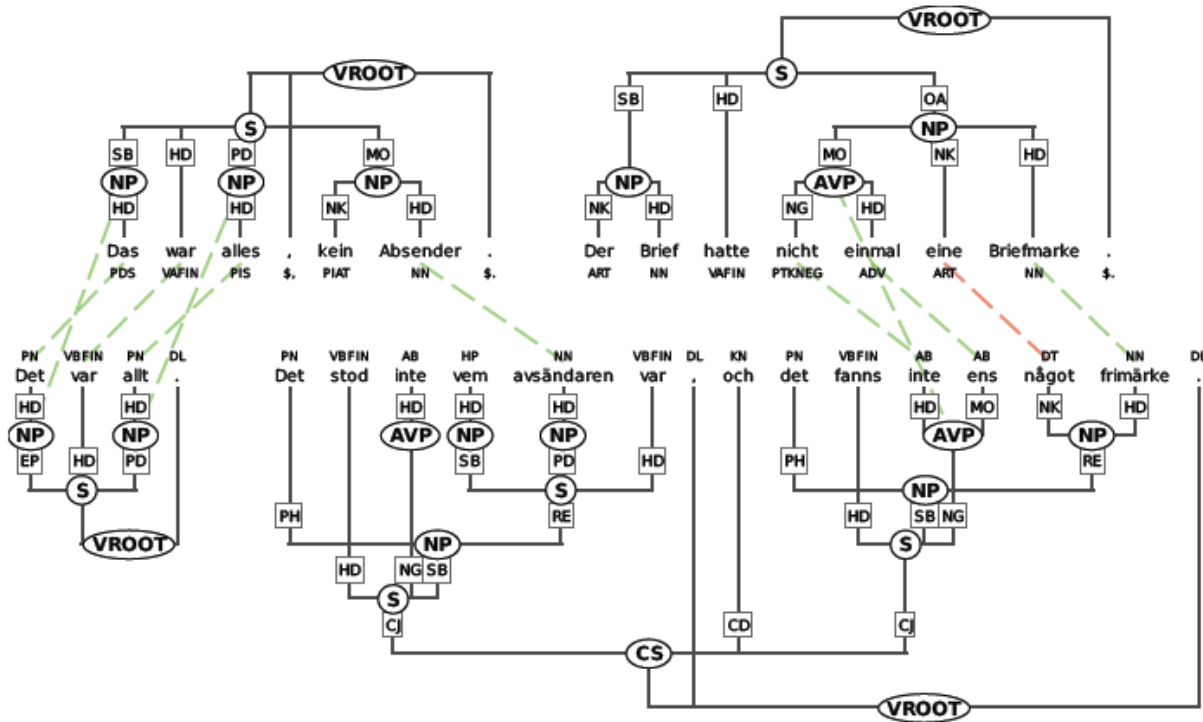 VROOT
VROOT
S
SB HD OA
S NP
SB HD PD MO MO NK HD
NP NP NP NP AVP
HD HD NK HD NK HD NG HD
Das war alles , kein Absender . Der Brief hatte nicht einmal eine Briefmarke .
PDS VAFIN PIS $, PIAT NN $. ART NN VAFIN PTKNEG ADV ART NN $.
PN VBFIN PN DL PN VBFIN AB HP NN VBFIN DL KN PN VBFIN AB AB DT NN DL
Det var allt . Det stod inte vem avsändaren var , och det fanns inte ens något frimärke .
HD HD HD HD HD HD MO NK HD
NP NP AVP NP NP AVP NP
EP HD PD SB PD HD PH RE
S S NP
PH RE HD SB NG
VROOT NP S
HD NG SB
S
CJ CD CJ
CS
VROOT